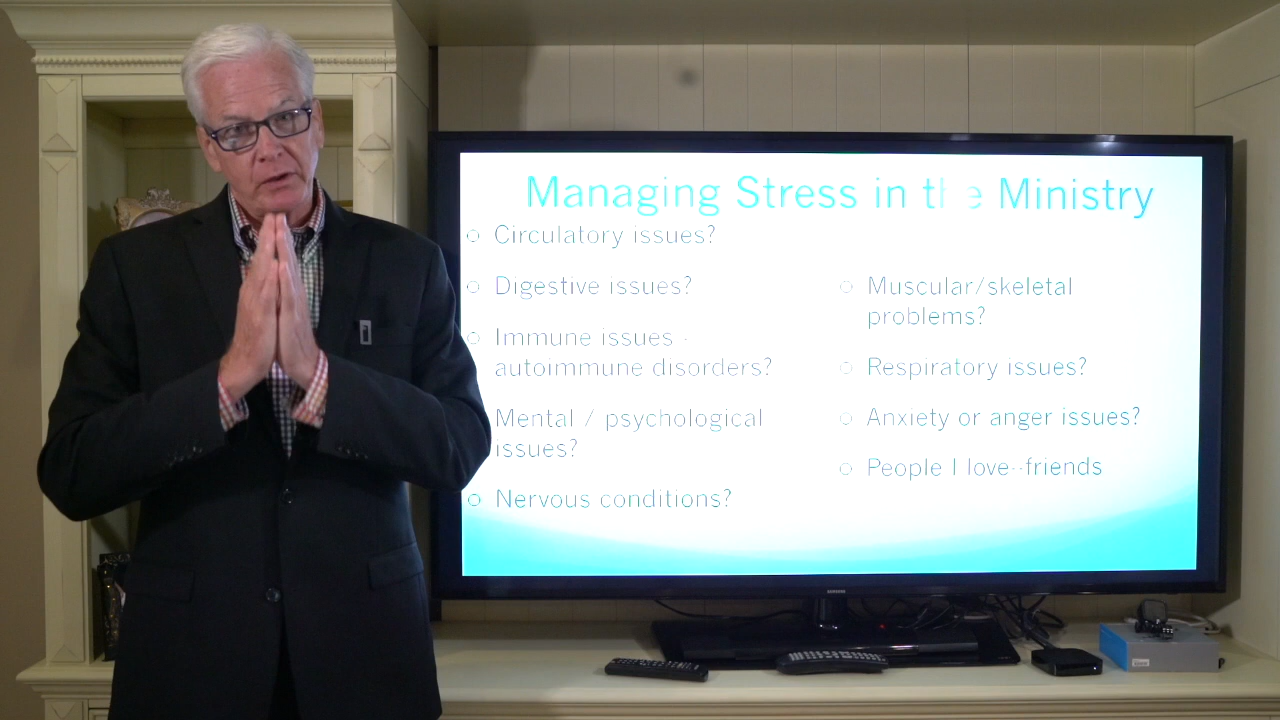 Managing Stress in the Ministry
Circulatory issues?
Digestive issues?
Immune issues -
autoimmune disorders?
Mental / psychological
issues?
Nervous conditions?
Muscular/skeletal
problems?
Respiratory issues?
Anxiety or anger issues?
People I love--friends
SAMSUNG